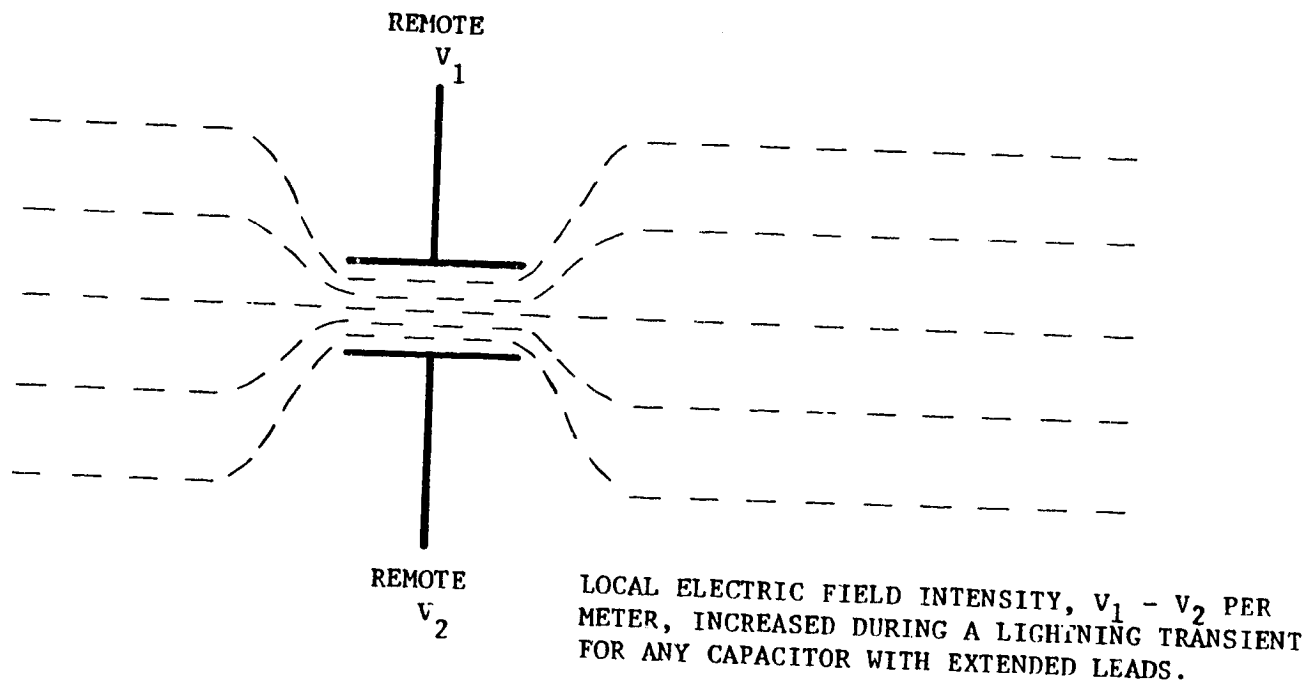 REMOTE
V1
REMOTE
V2
LOCAL ELECTRIC FIELD INTENSITY, V1 - V2 PER
METER, INCREASED DURING A LIGHTNING TRANSIENT
FOR ANY CAPACITOR WITH EXTENDED LEADS.